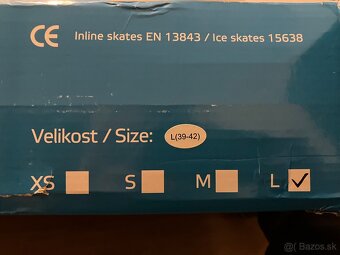 CE Inline skates EN 13843 / Ice skates 15638
Velikost / Size: L(39-42)
XS S M L
Bazos.sk